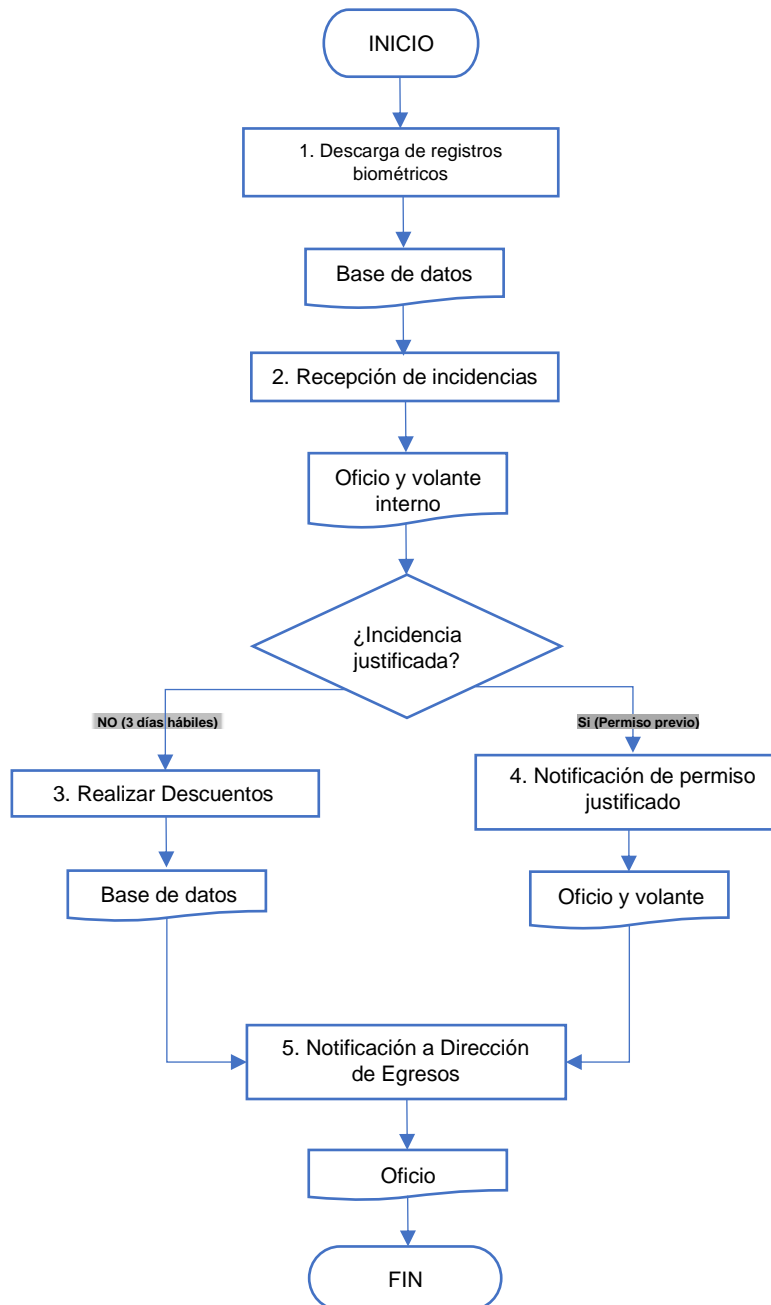 INICIO
1. Descarga de registros
biométricos
Base de datos
2. Recepción de incidencias
Oficio y volante
interno
¿Incidencia
justificada?
NO (3 días hábiles)
Si (Permiso previo)
3. Realizar Descuentos
4. Notificación de permiso
justificado
Base de datos
Oficio y volante
5. Notificación a Dirección
de Egresos
Oficio
FIN